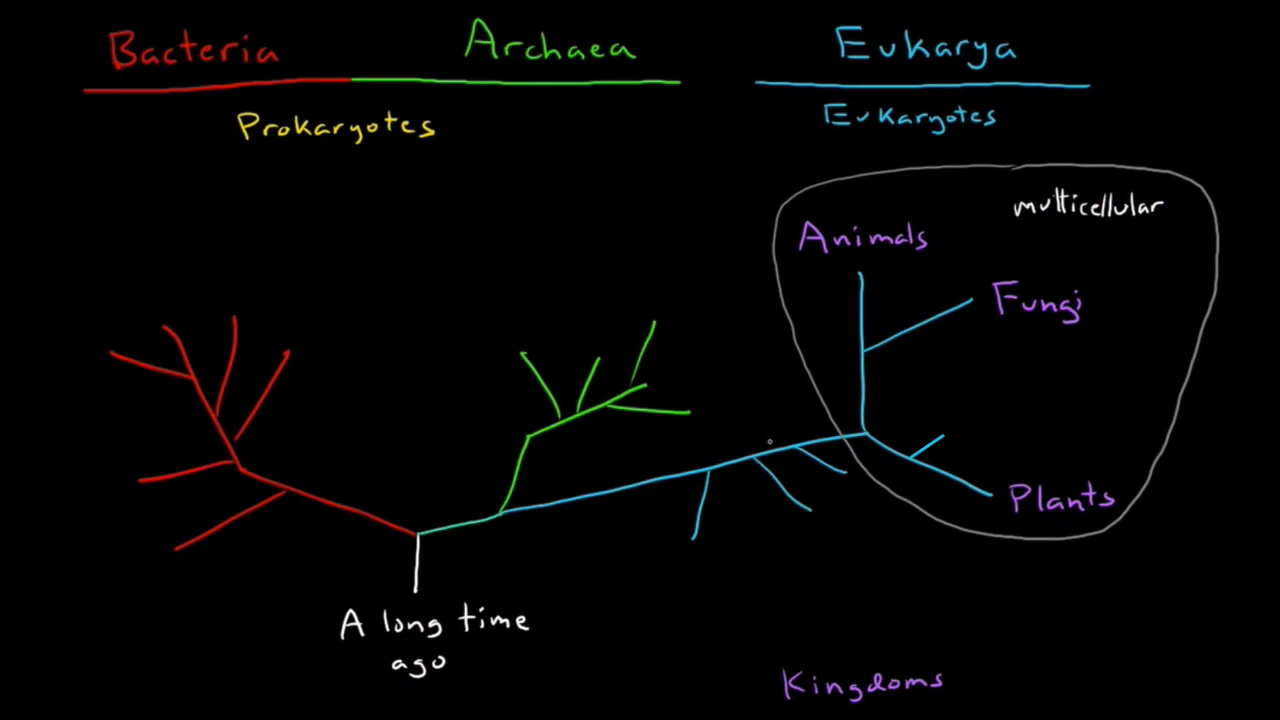 Bacteria
Archaea
Eukarya
Prokaryotes
Eukaryotes
multicellular
Animals
Fungi
Plants
A long time
ago
Kingdoms